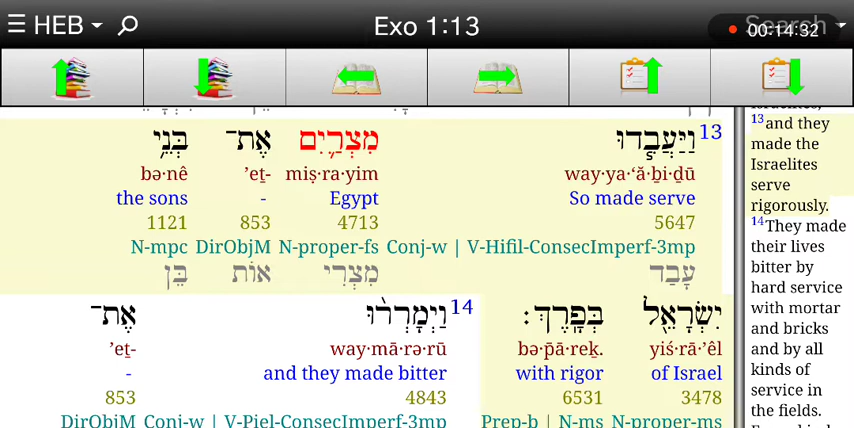 ☰ HEB Exo 1:13 Search
00:14:32
13 וַיַּעֲבִ֧דוּ מִצְרַ֛יִם אֶת־ בְּנֵ֥י
way·ya·‘ă·ḇi·ḏū miṣ·ra·yim ’eṯ- bə·nê
So made serve Egypt - the sons
5647 4713 853 1121
Conj-w | V-Hifil-ConsecImperf-3mp N-proper-fs DirObjM N-mpc
עָבַד מִצְרִי אוֹת בֵּן
יִשְׂרָאֵ֖ל בְּפָֽרֶךְ׃ 14 וַיְמָרְר֨וּ אֶת־
yiś·rā·’êl bə·p̄ā·reḵ. way·mā·rə·rū ’eṯ-
of Israel with rigor and they made bitter -
3478 6531 4843 853
N-proper-ms Prep-b | N-ms Conj-w | V-Piel-ConsecImperf-3mp DirObjM
Israelites,
13 and they
made the
Israelites
serve
rigorously.
14 They made
their lives
bitter by
hard service
with mortar
and bricks
and by all
kinds of
service in
the fields.